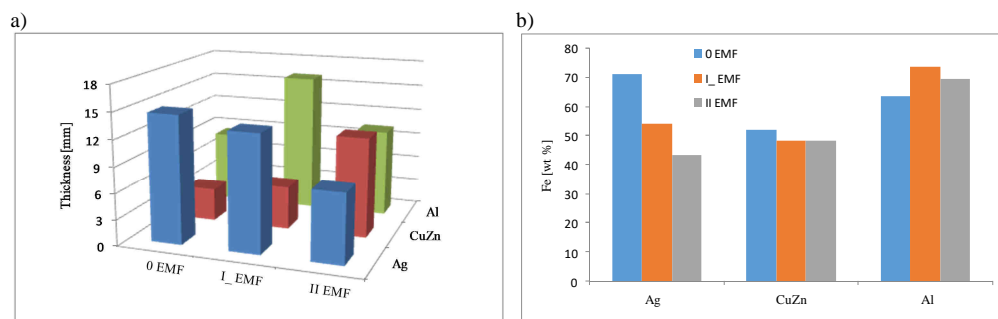 a)
Thickness [mm]
18
15
12
9
6
3
0
0 EMF
I_ EMF
II EMF
Al
CuZn
Ag
b)
Fe [wt %]
80
70
60
50
40
30
20
10
0
0 EMF
I_ EMF
II EMF
Ag CuZn Al